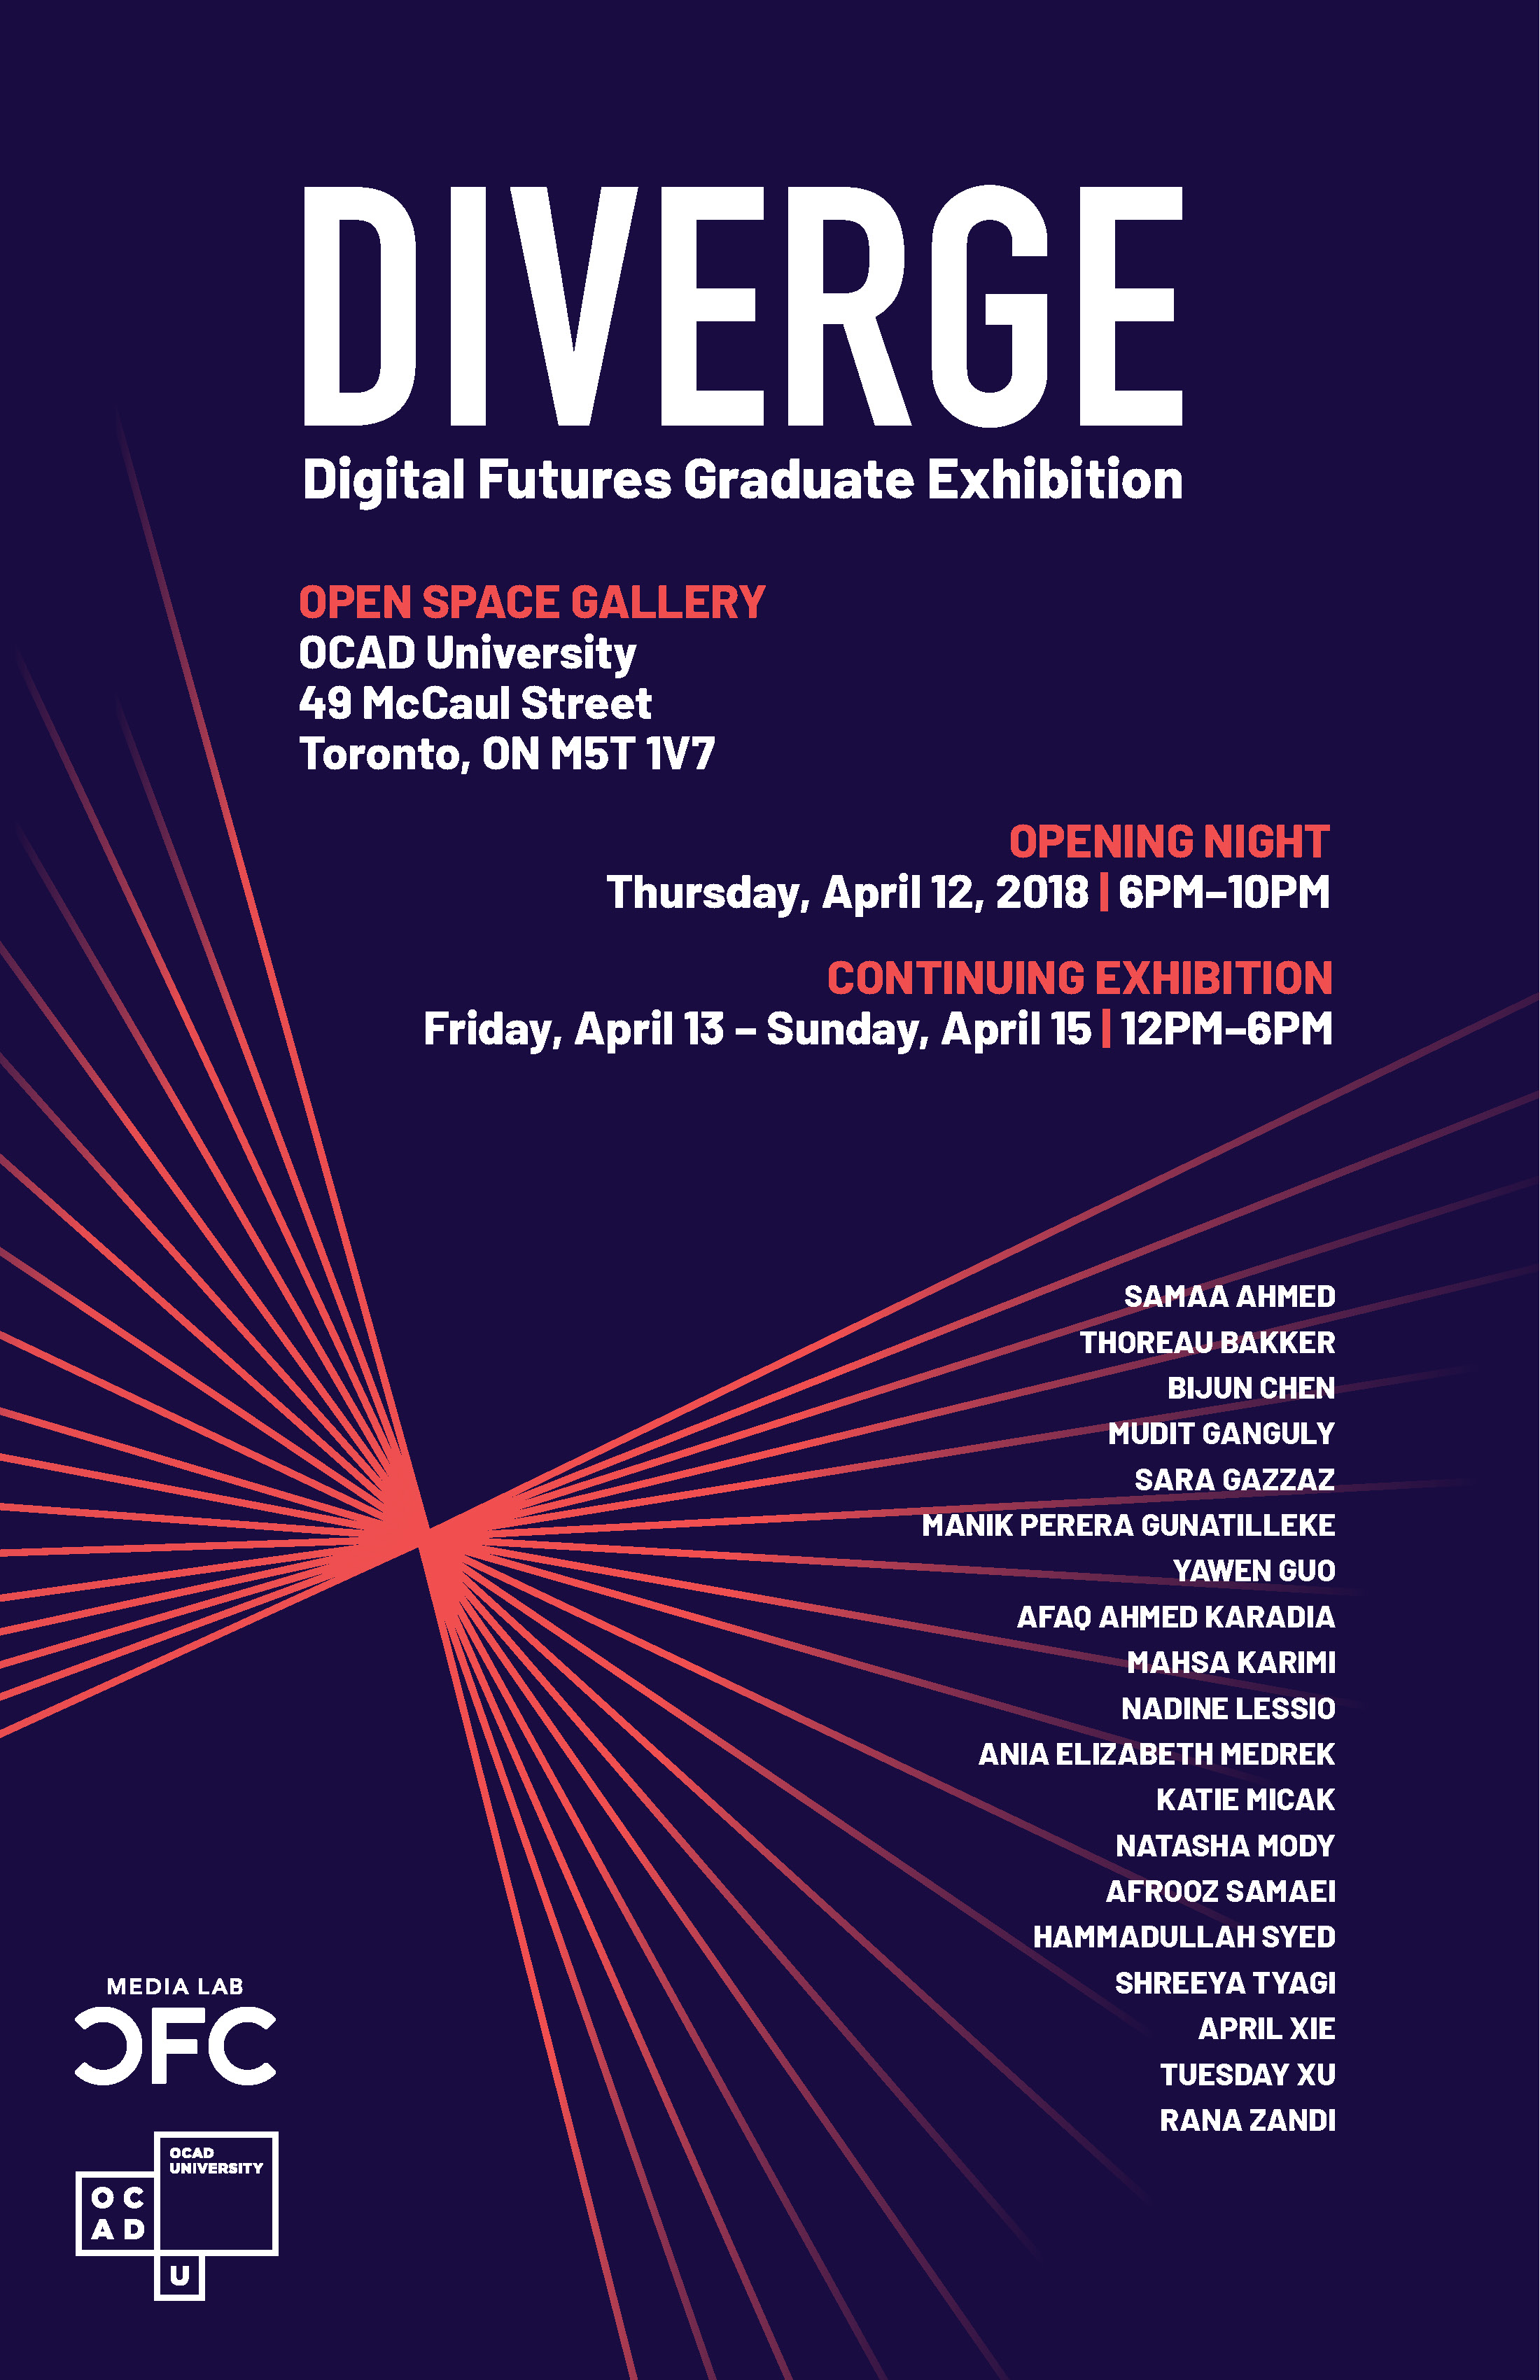 DIVERGE
Digital Futures Graduate Exhibition
OPEN SPACE GALLERY
OCAD University
49 McCaul Street
Toronto, ON M5T 1V7
OPENING NIGHT
Thursday, April 12, 2018 | 6PM–10PM
CONTINUING EXHIBITION
Friday, April 13 – Sunday, April 15 | 12PM–6PM
SAMAA AHMED
THOREAU BAKKER
BIJUN CHEN
MUDIT GANGULY
SARA GAZZAZ
MANIK PERERA GUNATILLEKE
YAWEN GUO
AFAQ AHMED KARADIA
MAHSA KARIMI
NADINE LESSIO
ANIA ELIZABETH MEDREK
KATIE MICAK
NATASHA MODY
AFROOZ SAMAEI
HAMMADULLAH SYED
SHREEYA TYAGI
APRIL XIE
TUESDAY XU
RANA ZANDI
MEDIA LAB
CFC
OCAD
UNIVERSITY
O C
A D
U